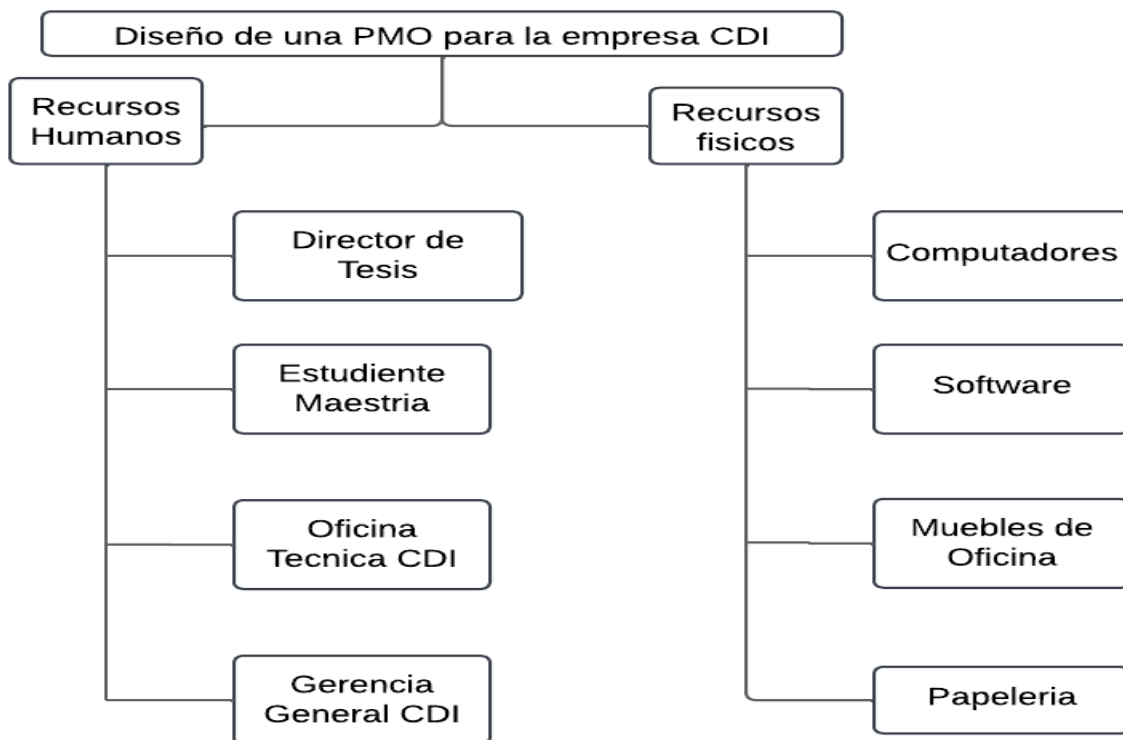 Diseño de una PMO para la empresa CDI
Recursos
Humanos
Recursos
fisicos
Director de
Tesis
Computadores
Estudiente
Maestria
Software
Oficina
Tecnica CDI
Muebles de
Oficina
Gerencia
General CDI
Papeleria